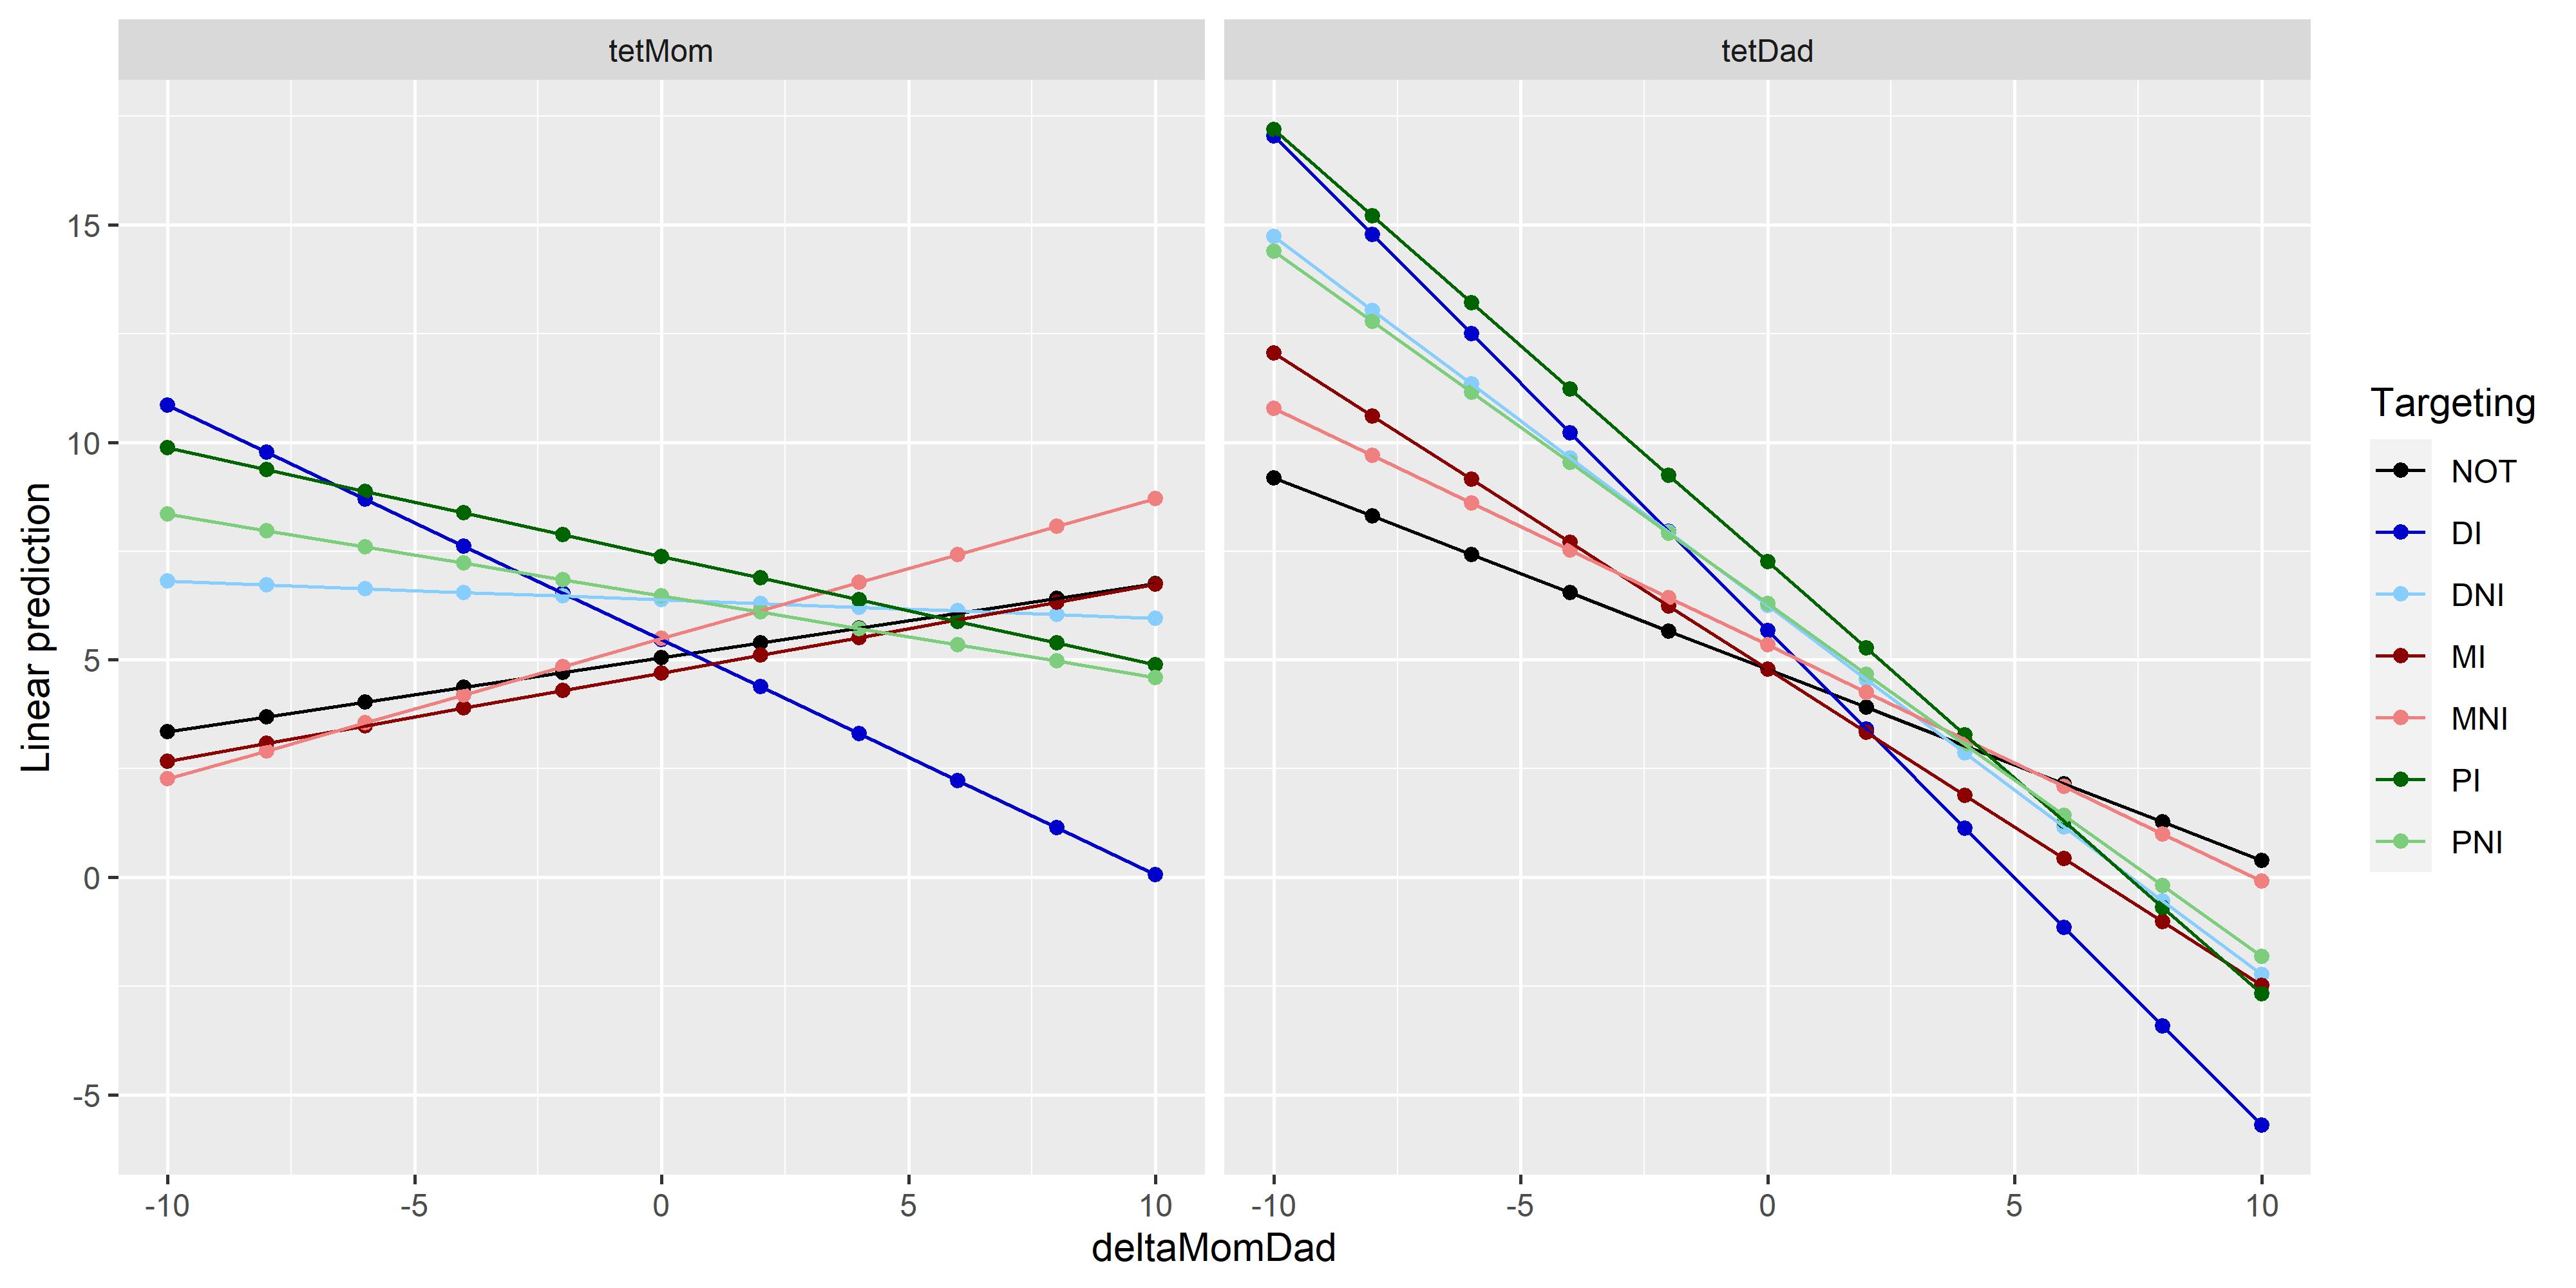 tetMom
tetDad
Linear prediction
15
10
5
0
-5
-10 -5 0 5 10
-10 -5 0 5 10
deltaMomDad
Targeting
NOT
DI
DNI
MI
MNI
PI
PNI